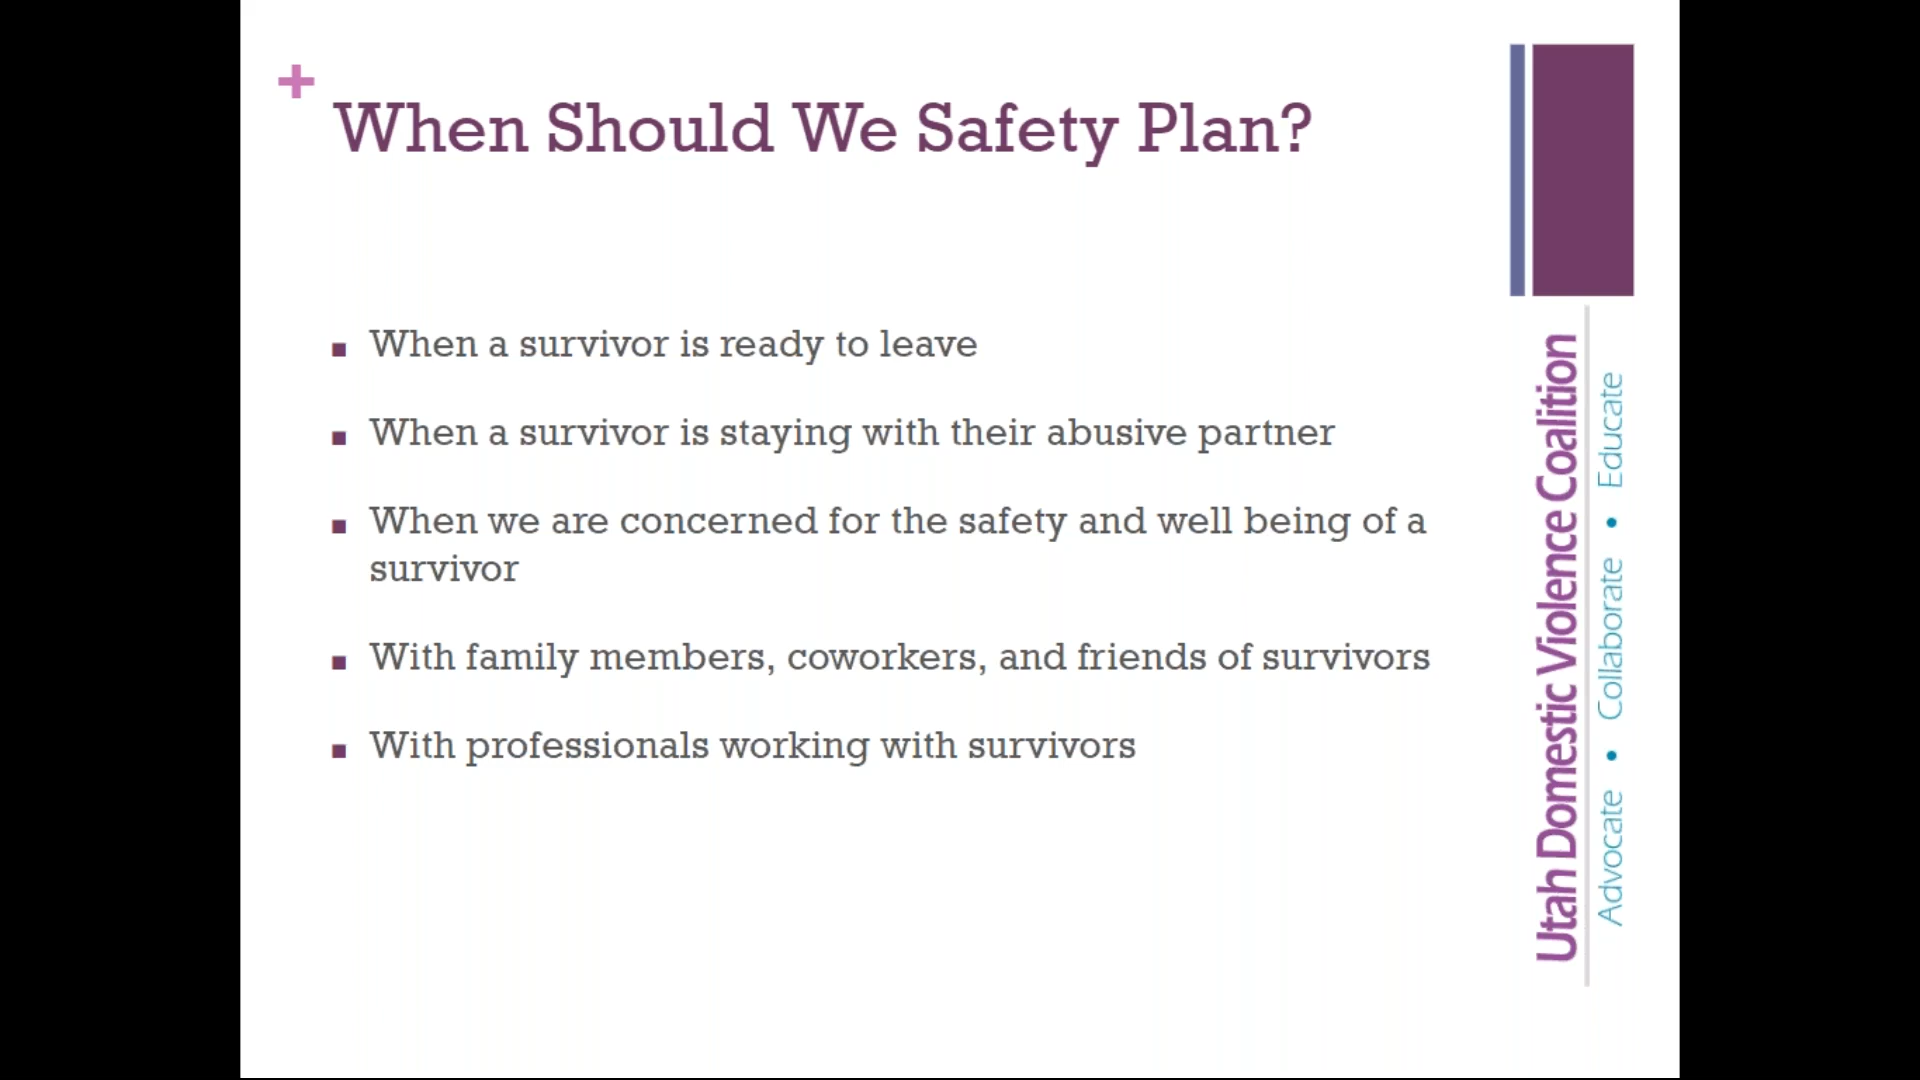 +
When Should We Safety Plan?
■ When a survivor is ready to leave
■ When a survivor is staying with their abusive partner
■ When we are concerned for the safety and well being of a
survivor
■ With family members, coworkers, and friends of survivors
■ With professionals working with survivors
Utah Domestic Violence Coalition
Advocate • Collaborate • Educate